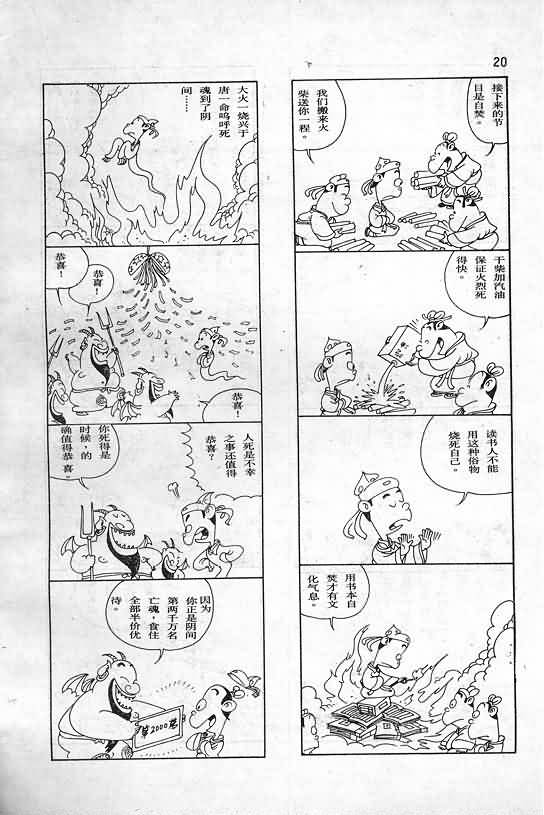 20
接下来的节
目是自焚。
我们搬来火
柴送你一程。
干柴加汽油
保证火烈死
得快。
读书人不能
用这种俗物
烧死自己。
用书本自
焚才有文
化气息。
大火一烧兴于
唐一命呜呼死
魂到了阴
间……
恭喜！
恭喜！
恭喜！
人死是不幸
之事还值得
恭喜？
你死得是
时候，的
确值得恭喜。
因为
你正是阴间
第两千万名
亡魂，食住
全部半价优
待。
第2000萬